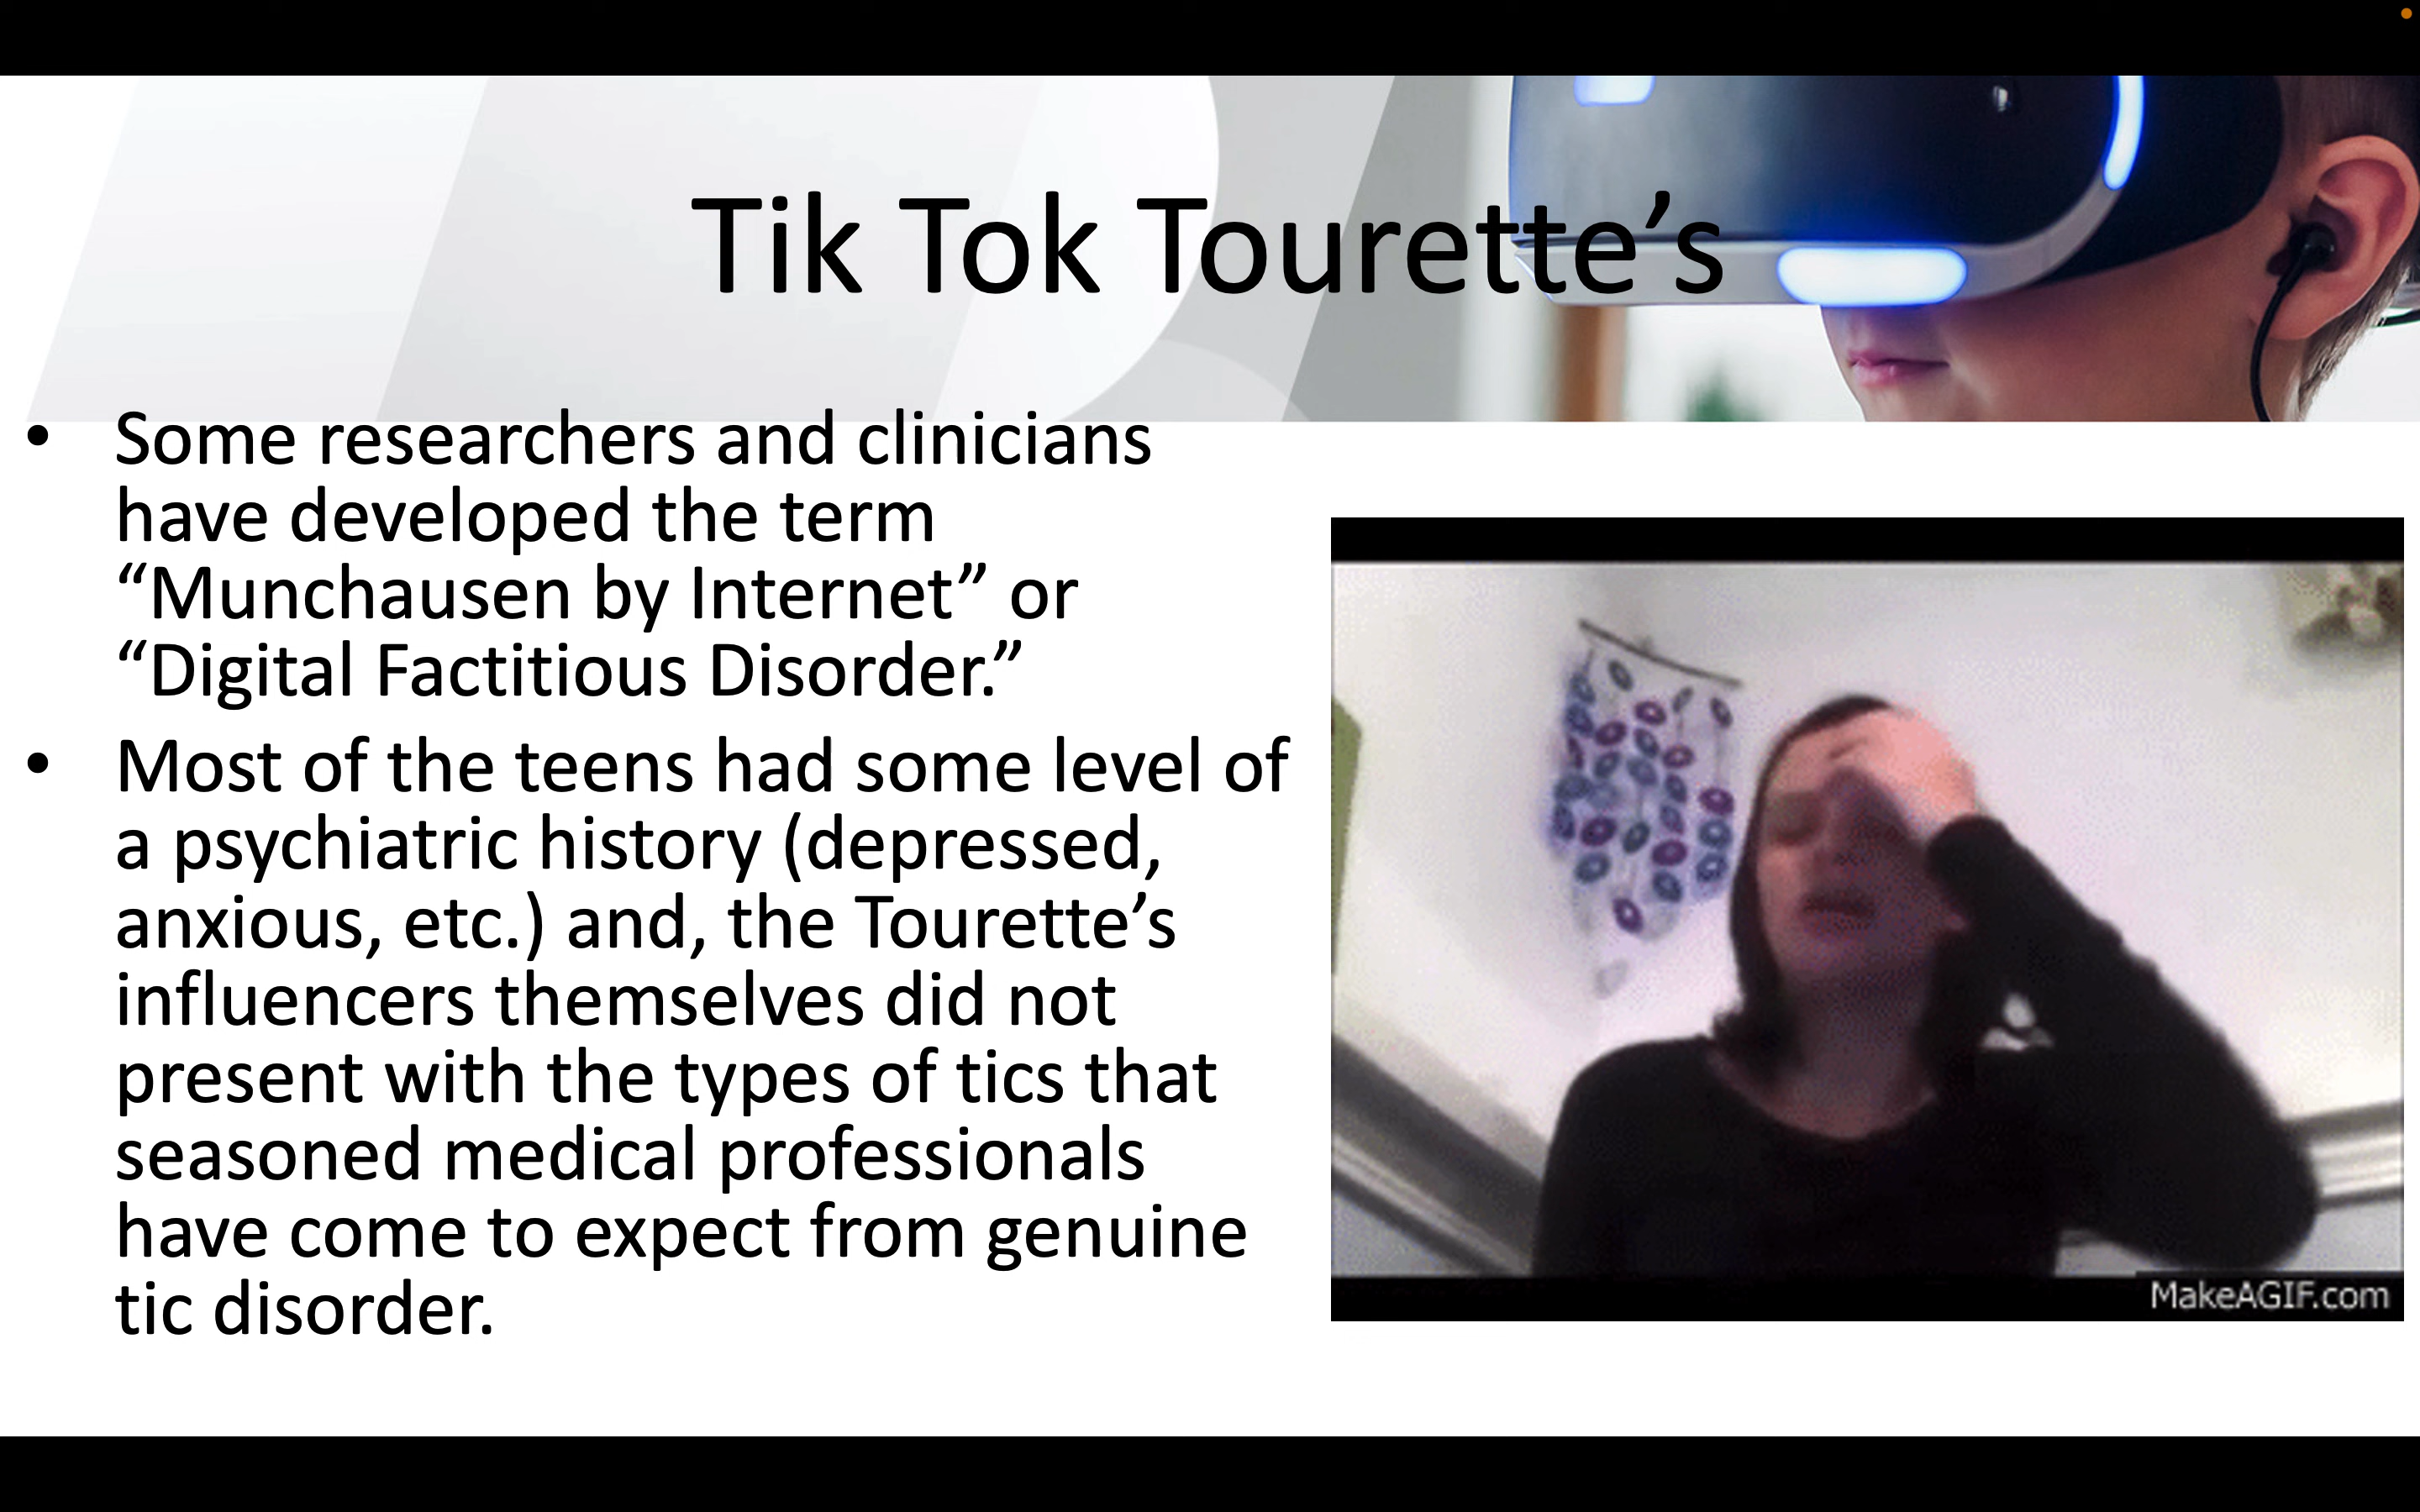 Tik Tok Tourette’s
• Some researchers and clinicians
have developed the term
“Munchausen by Internet” or
“Digital Factitious Disorder.”
• Most of the teens had some level of
a psychiatric history (depressed,
anxious, etc.) and, the Tourette’s
influencers themselves did not
present with the types of tics that
seasoned medical professionals
have come to expect from genuine
tic disorder.
MakeAGIF.com